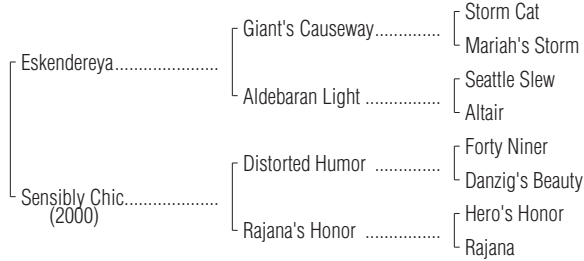 Storm Cat
Giant's Causeway..............
Mariah's Storm
Eskendereya......................
Seattle Slew
Aldebaran Light ................
Altair
Forty Niner
Distorted Humor ................
Danzig's Beauty
Sensibly Chic....................
(2000)
Hero's Honor
Rajana's Honor ................
Rajana